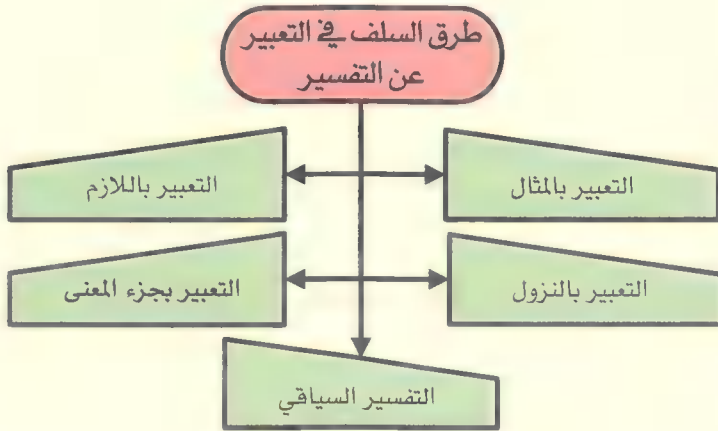 طرق السلف في التعبير
عن التفسير
التعبير بالمثال
التعبير باللازم
التعبير بالنزول
التعبير بجزء المعنى
التفسير السياقي